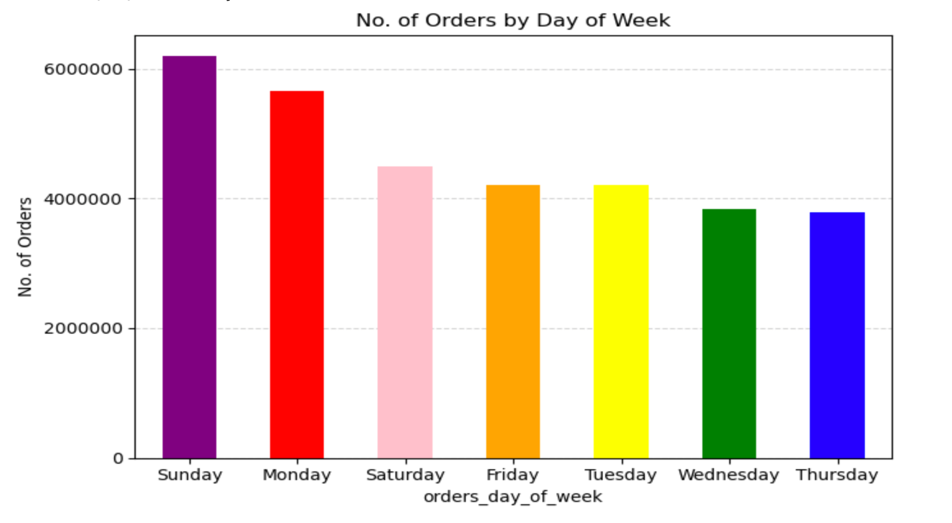 No. of Orders by Day of Week
No. of Orders
6000000
4000000
2000000
0
Sunday Monday Saturday Friday Tuesday Wednesday Thursday
orders_day_of_week